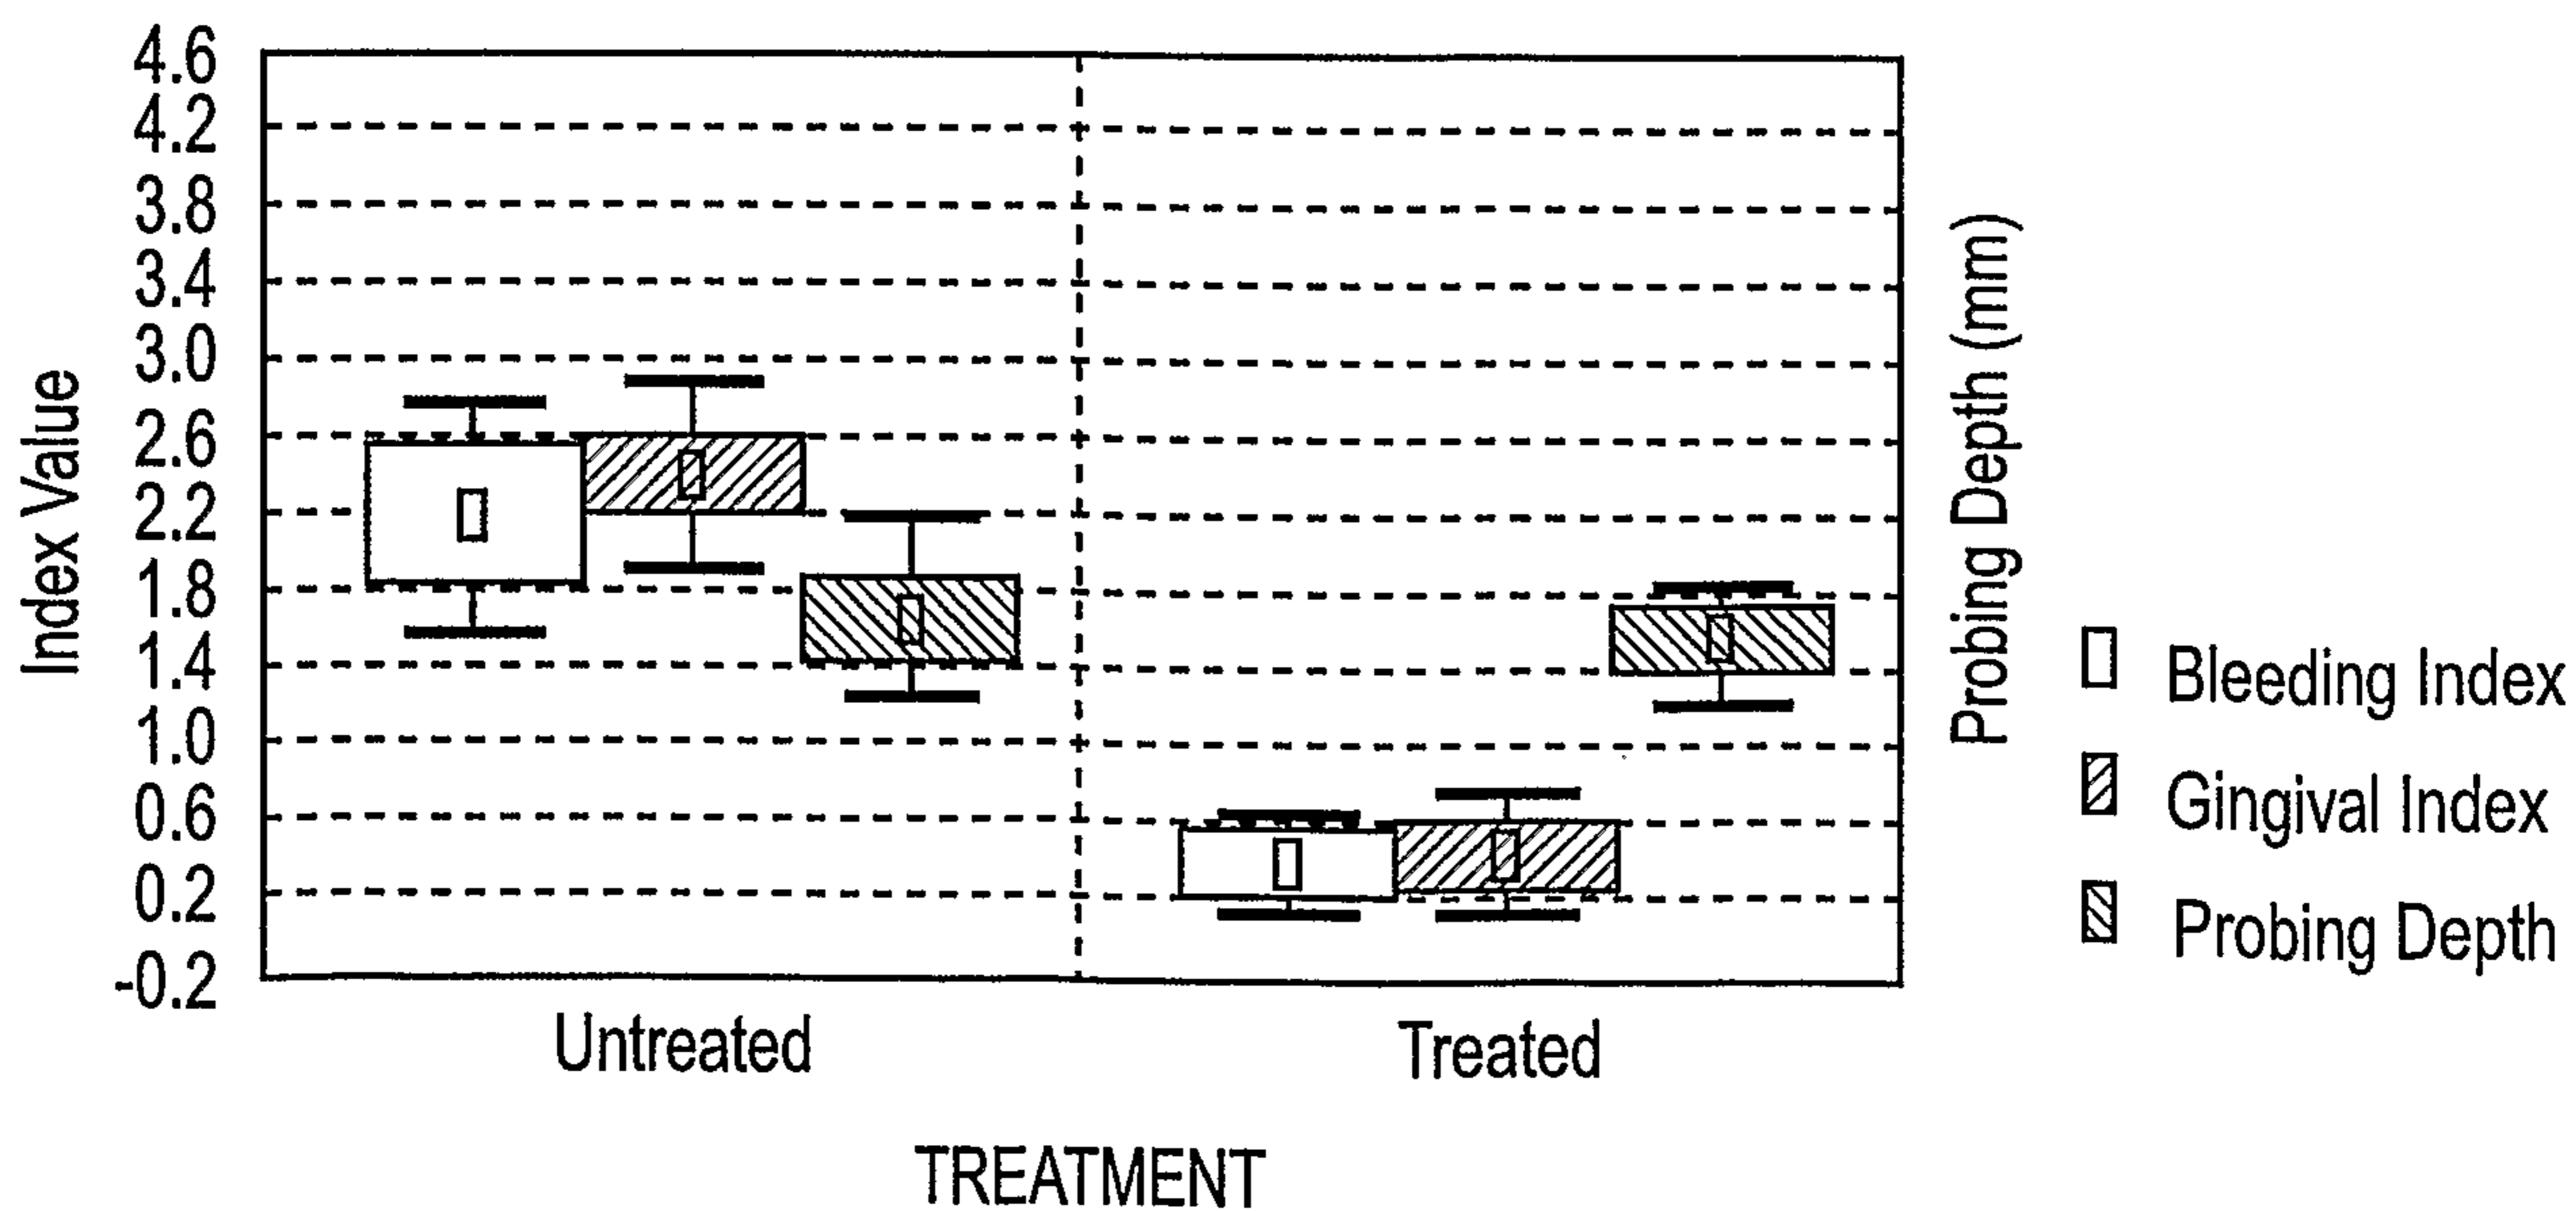 Index Value
4.6
4.2
3.8
3.4
3.0
2.6
2.2
1.8
1.4
1.0
0.6
0.2
-0.2
Untreated
Treated
TREATMENT
Probing Depth (mm)
Bleeding Index
Gingival Index
Probing Depth